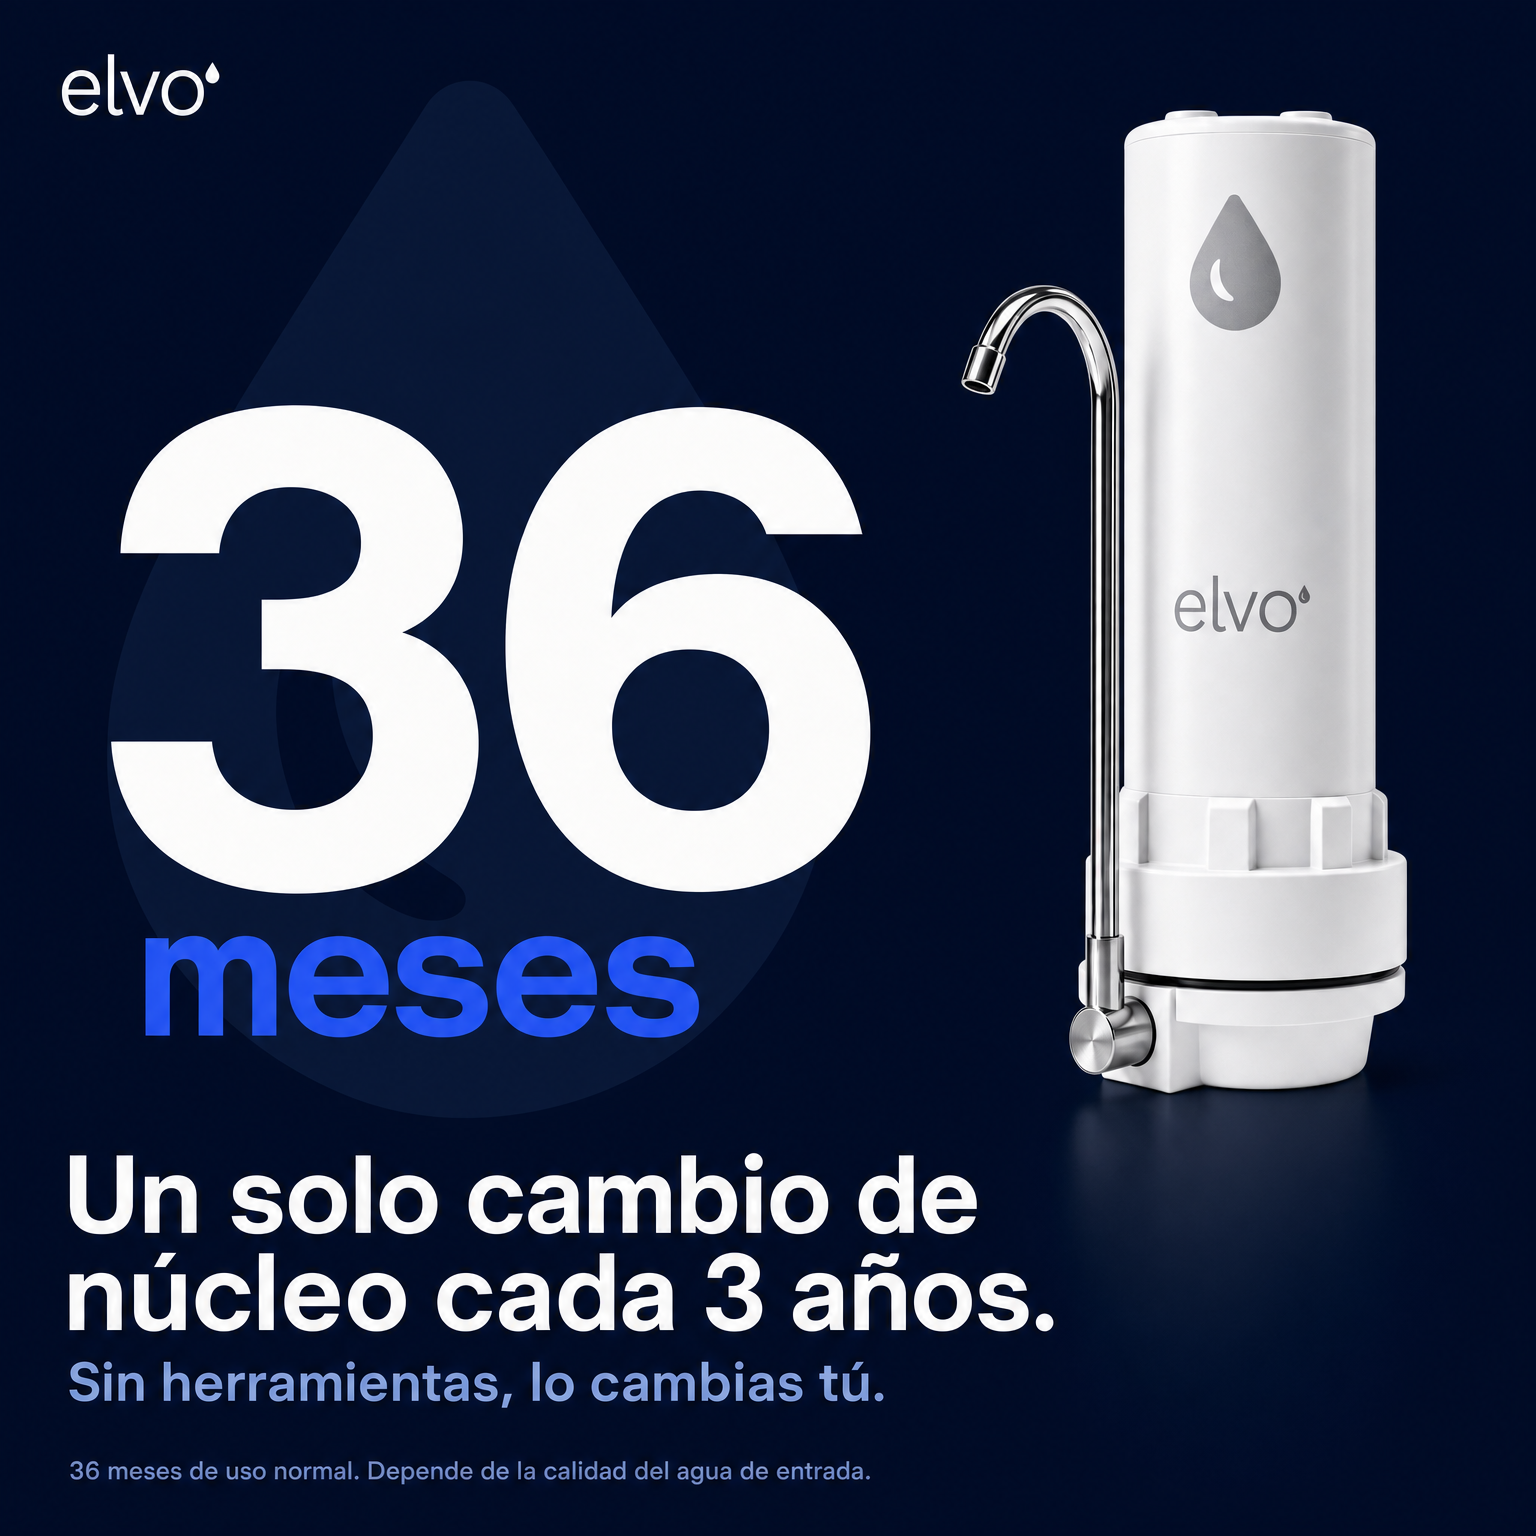 elvo
36
meses
elvo
Un solo cambio de
núcleo cada 3 años.
Sin herramientas, lo cambias tú.
36 meses de uso normal. Depende de la calidad del agua de entrada.